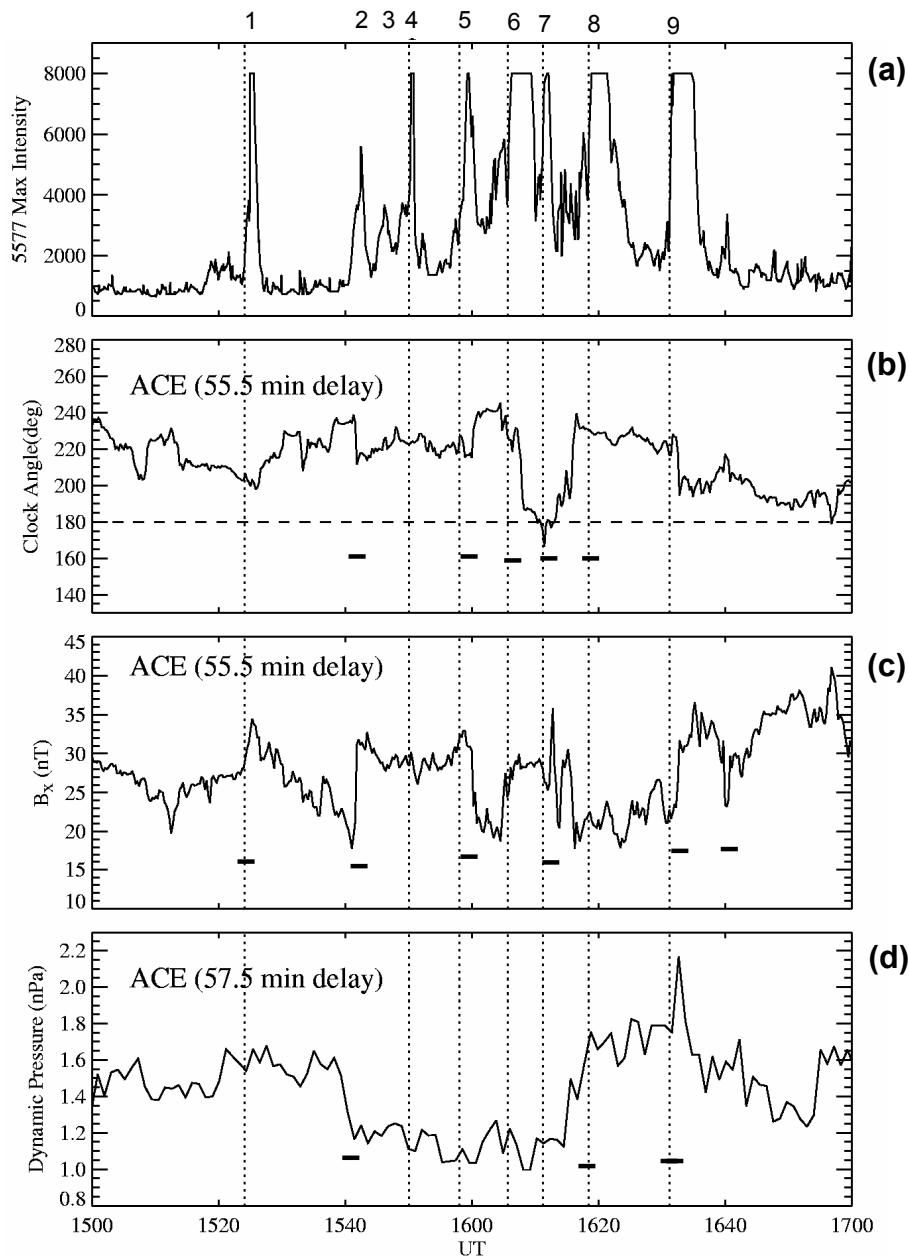 1 2 3 4 5 6 7 8 9
(a)
8000
6000
4000
2000
0
5577 Max Intensity
(b)
280
260
240
220
200
180
160
140
Clock Angle(deg)
ACE (55.5 min delay)
(c)
45
40
35
30
25
20
15
10
BX (nT)
ACE (55.5 min delay)
(d)
2.2
2.0
1.8
1.6
1.4
1.2
1.0
0.8
Dynamic Pressure (nPa)
ACE (57.5 min delay)
1500 1520 1540 1600 1620 1640 1700
UT